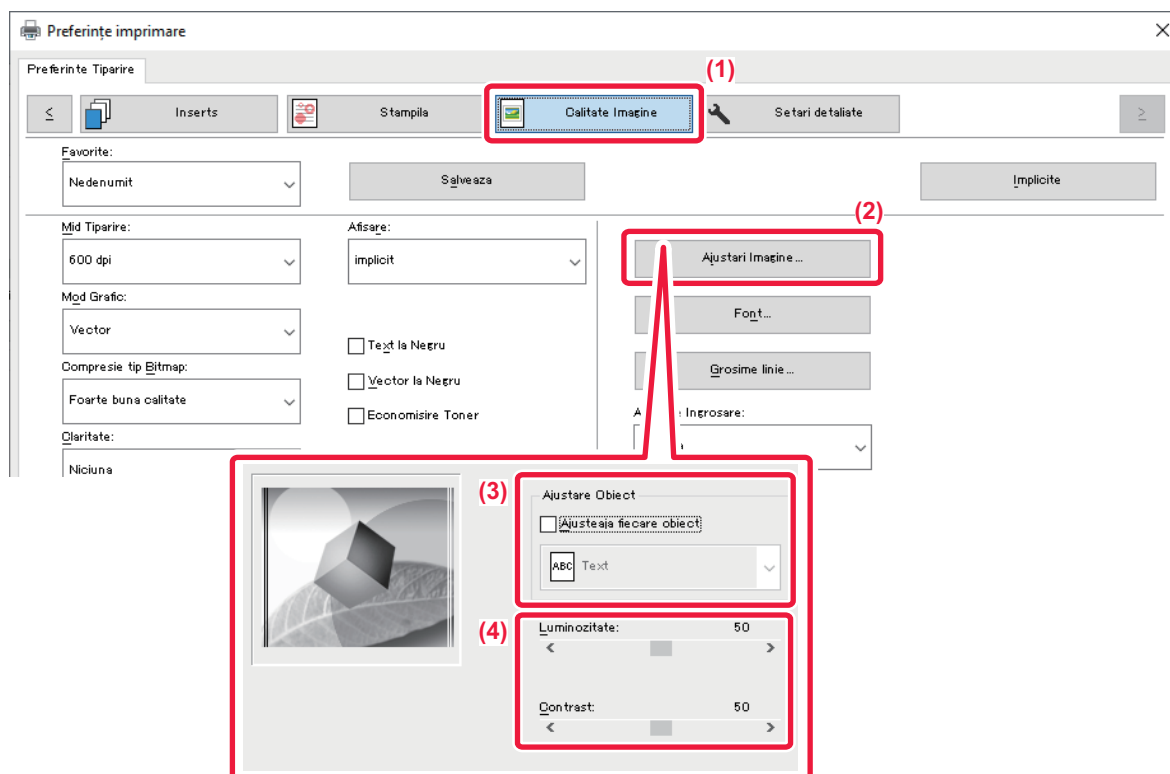 Preferințe imprimare
Preferinte Tiparire
(1)
<
Inserts
Stampila
Calitate Imagine
Setari detaliate
>
Favorite:
Nedenumit
Salveaza
Implicite
(2)
Mid Tiparire:
Afisare:
600 dpi
implicit
Ajustari Imagine...
Mod Grafic:
Vector
Font...
Text la Negru
Compresie tip Bitmap:
Vector la Negru
Grosime linie...
Foarte buna calitate
Economisire Toner
Ingrosare:
Claritate:
Niciuna
(3)
Ajustare Obiect
Ajusteaja fiecare obiect
ABC Text
(4)
Luminozitate: 50
< >
Contrast: 50
< >